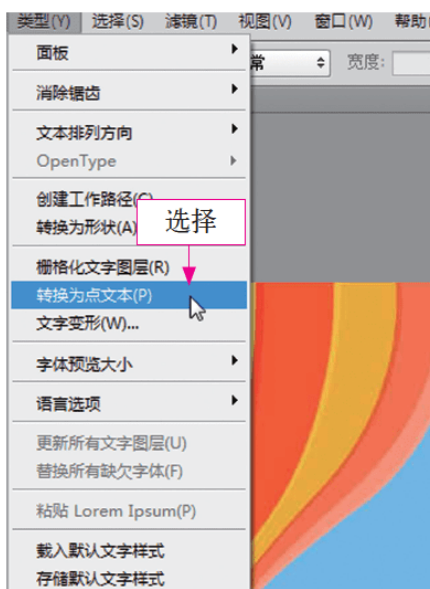 类型(Y) 选择(S) 滤镜(T) 视图(V) 窗口(W) 帮助
面板
常 宽度:
消除锯齿
文本排列方向
OpenType
创建工作路径(C)
转换为形状(A)
选择
栅格化文字图层(R)
转换为点文本(P)
文字变形(W)...
字体预览大小
语言选项
更新所有文字图层(U)
替换所有缺欠字体(F)
粘贴 Lorem Ipsum(P)
载入默认文字样式
存储默认文字样式